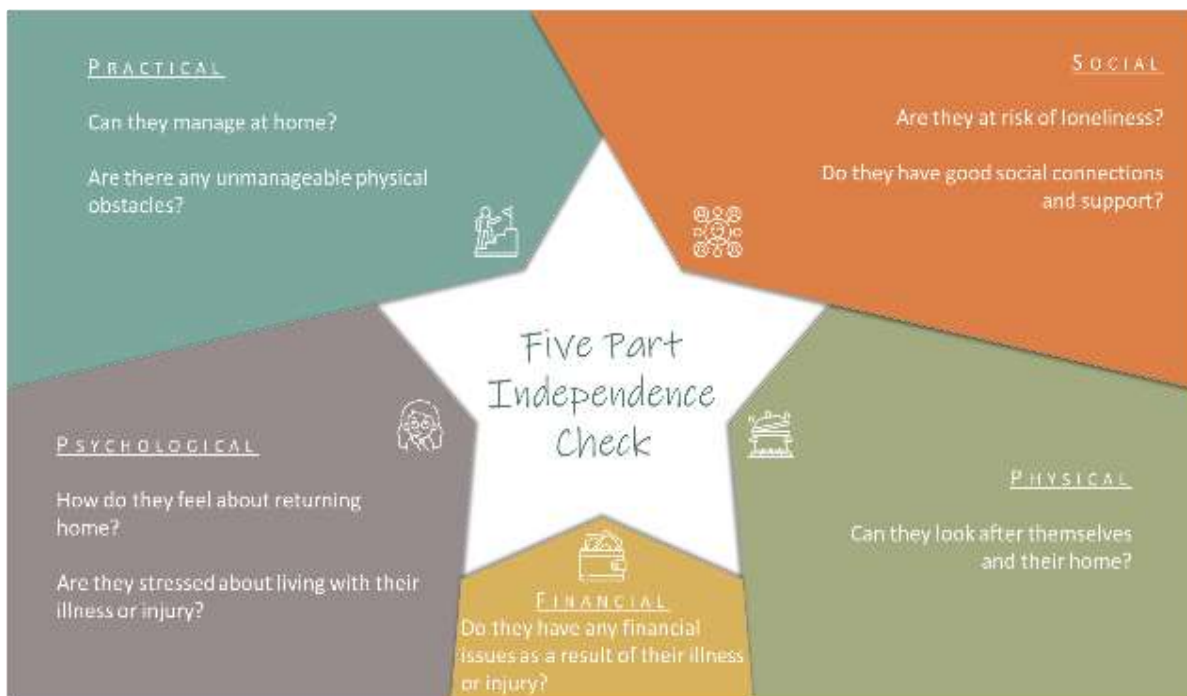 PRACTICAL
Can they manage at home?
Are there any unmanageable physical
obstacles?
SOCIAL
Are they at risk of loneliness?
Do they have good social connections
and support?
Five Part
Independence
Check
PSYCHOLOGICAL
How do they feel about returning
home?
Are they stressed about living with their
illness or injury?
PHYSICAL
Can they look after themselves
and their home?
FINANCIAL
Do they have any financial
issues as a result of their illness
or injury?